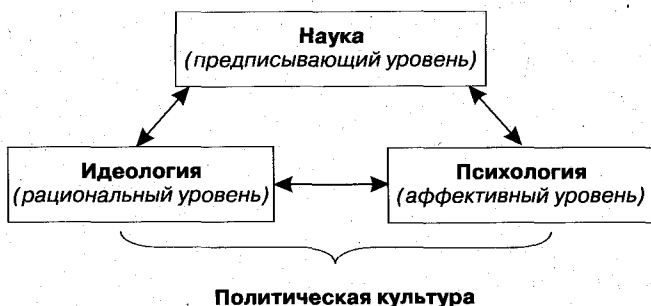 Наука
(предписывающий уровень)
Идеология
(рациональный уровень)
Психология
(аффективный уровень)
Политическая культура